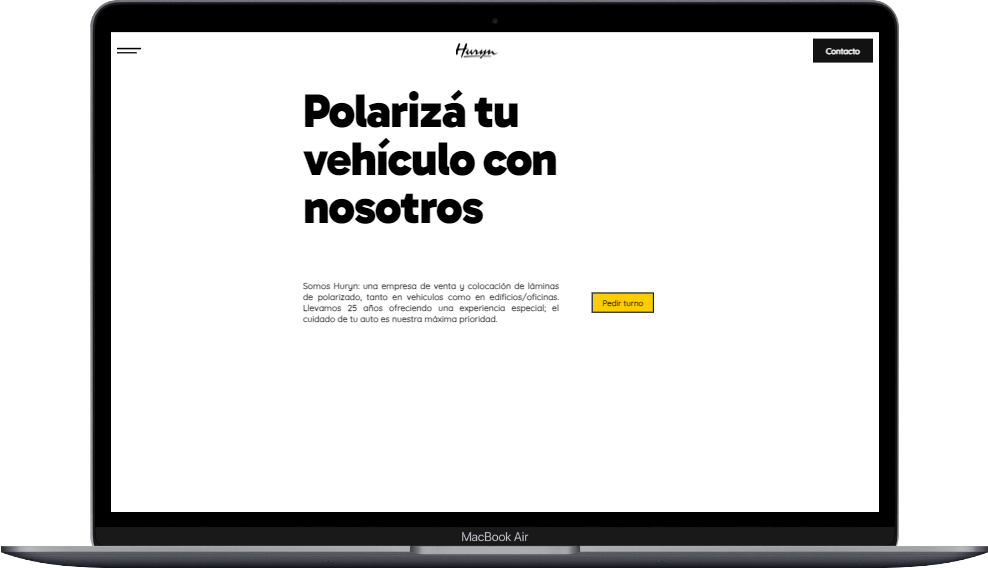 Huryn
Contacto
Polarizá tu
vehículo con
nosotros
Somos Huryn: una empresa de venta y colocación de láminas
de polarizado, tanto en vehiculos como en edificios/oficinas.
Llevamos 25 años ofreciendo una experiencia especial; el
cuidado de tu auto es nuestra máxima prioridad.
Pedir turno
MacBook Air